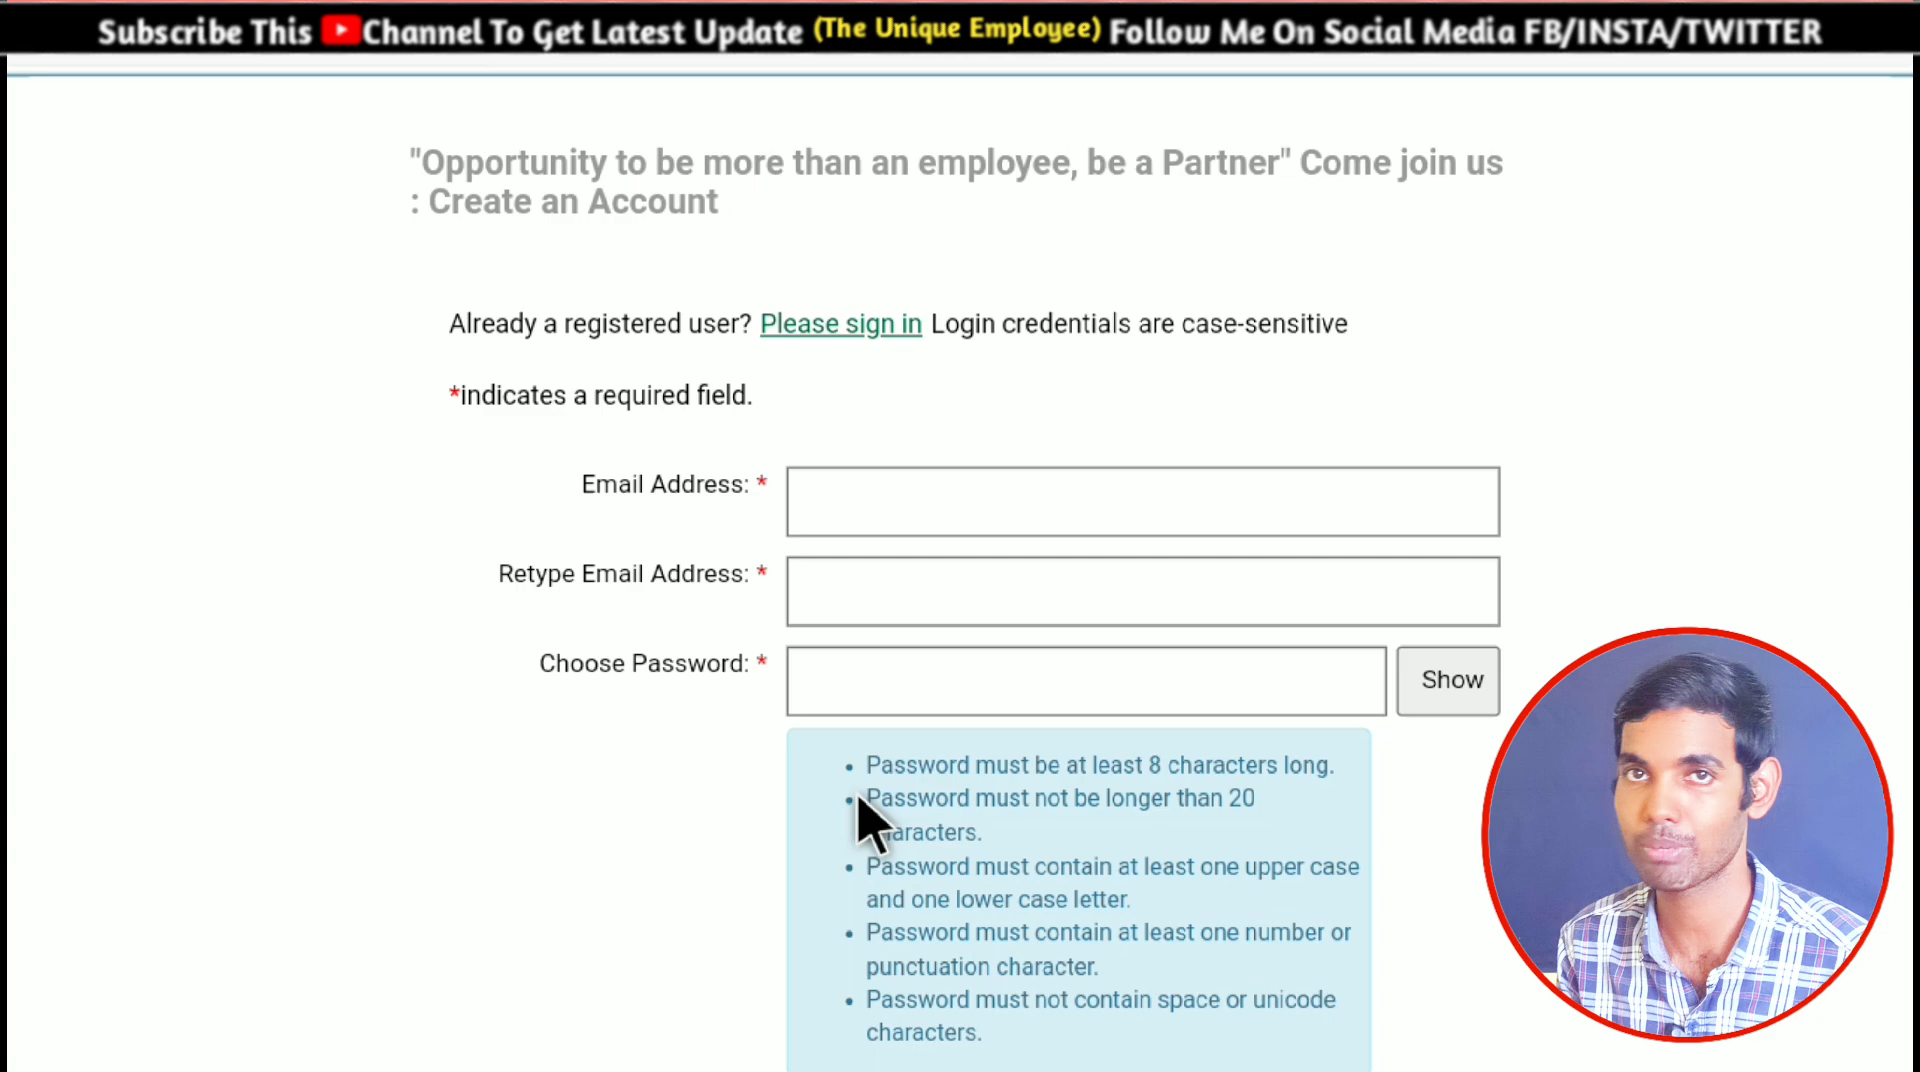 Subscribe This Channel To Get Latest Update (The Unique Employee) Follow Me On Social Media FB/INSTA/TWITTER
"Opportunity to be more than an employee, be a Partner" Come join us
: Create an Account
Already a registered user? Please sign in Login credentials are case-sensitive
*indicates a required field.
Email Address: *
Retype Email Address: *
Choose Password: *
Show
• Password must be at least 8 characters long.
• Password must not be longer than 20
characters.
• Password must contain at least one upper case
and one lower case letter.
• Password must contain at least one number or
punctuation character.
• Password must not contain space or unicode
characters.